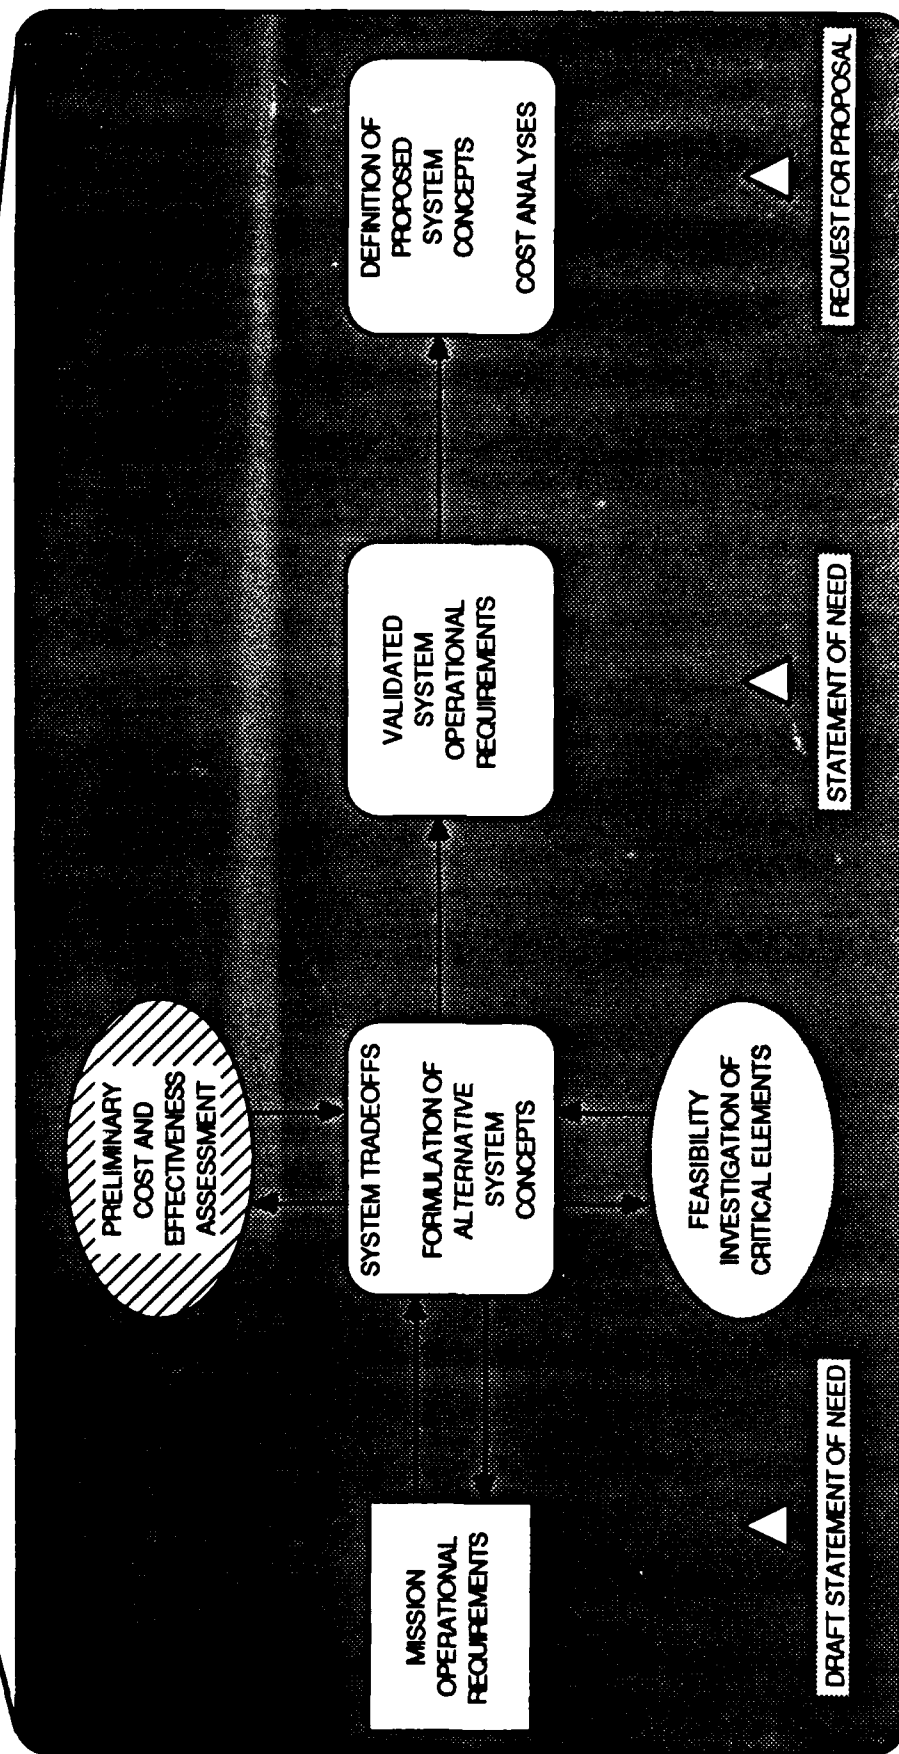 PRELIMINARY
COST AND
EFFECTIVENESS
ASSESSMENT
MISSION
OPERATIONAL
REQUIREMENTS
SYSTEM TRADEOFFS
FORMULATION OF
ALTERNATIVE
SYSTEM
CONCEPTS
VALIDATED
SYSTEM
OPERATIONAL
REQUIREMENTS
DEFINITION OF
PROPOSED
SYSTEM
CONCEPTS
COST ANALYSES
FEASIBILITY
INVESTIGATION OF
CRITICAL ELEMENTS
DRAFT STATEMENT OF NEED
STATEMENT OF NEED
REQUEST FOR PROPOSAL